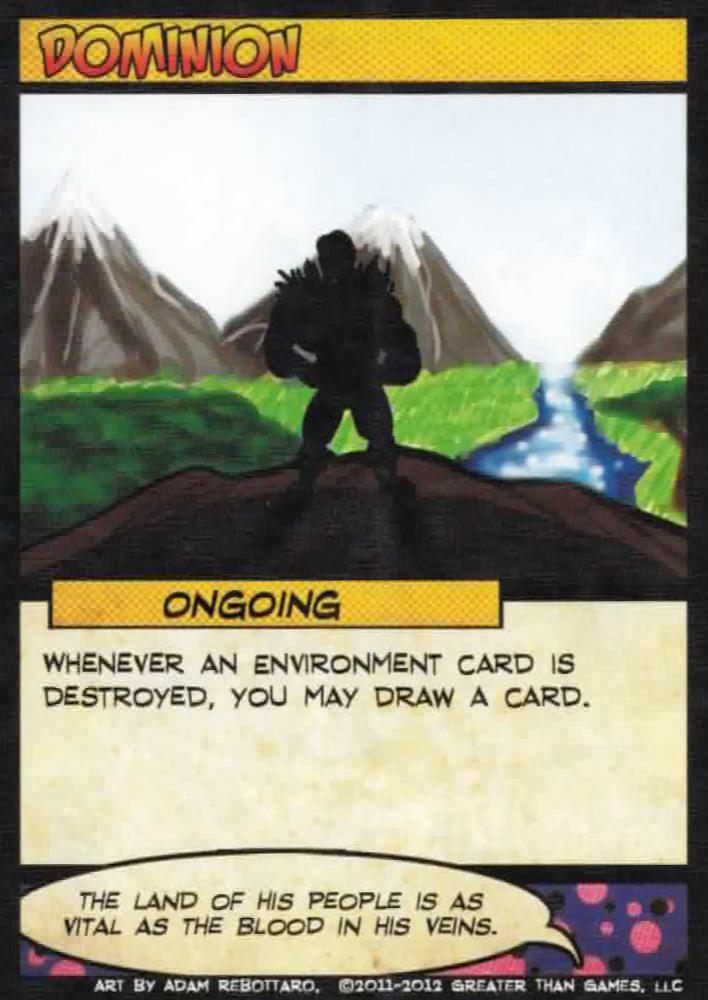 DOMINION
ONGOING
WHENEVER AN ENVIRONMENT CARD IS
DESTROYED, YOU MAY DRAW A CARD.
THE LAND OF HIS PEOPLE IS AS
VITAL AS THE BLOOD IN HIS VEINS.
ART BY ADAM REBOTTARO. ©2011-2012 GREATER THAN GAMES, LLC